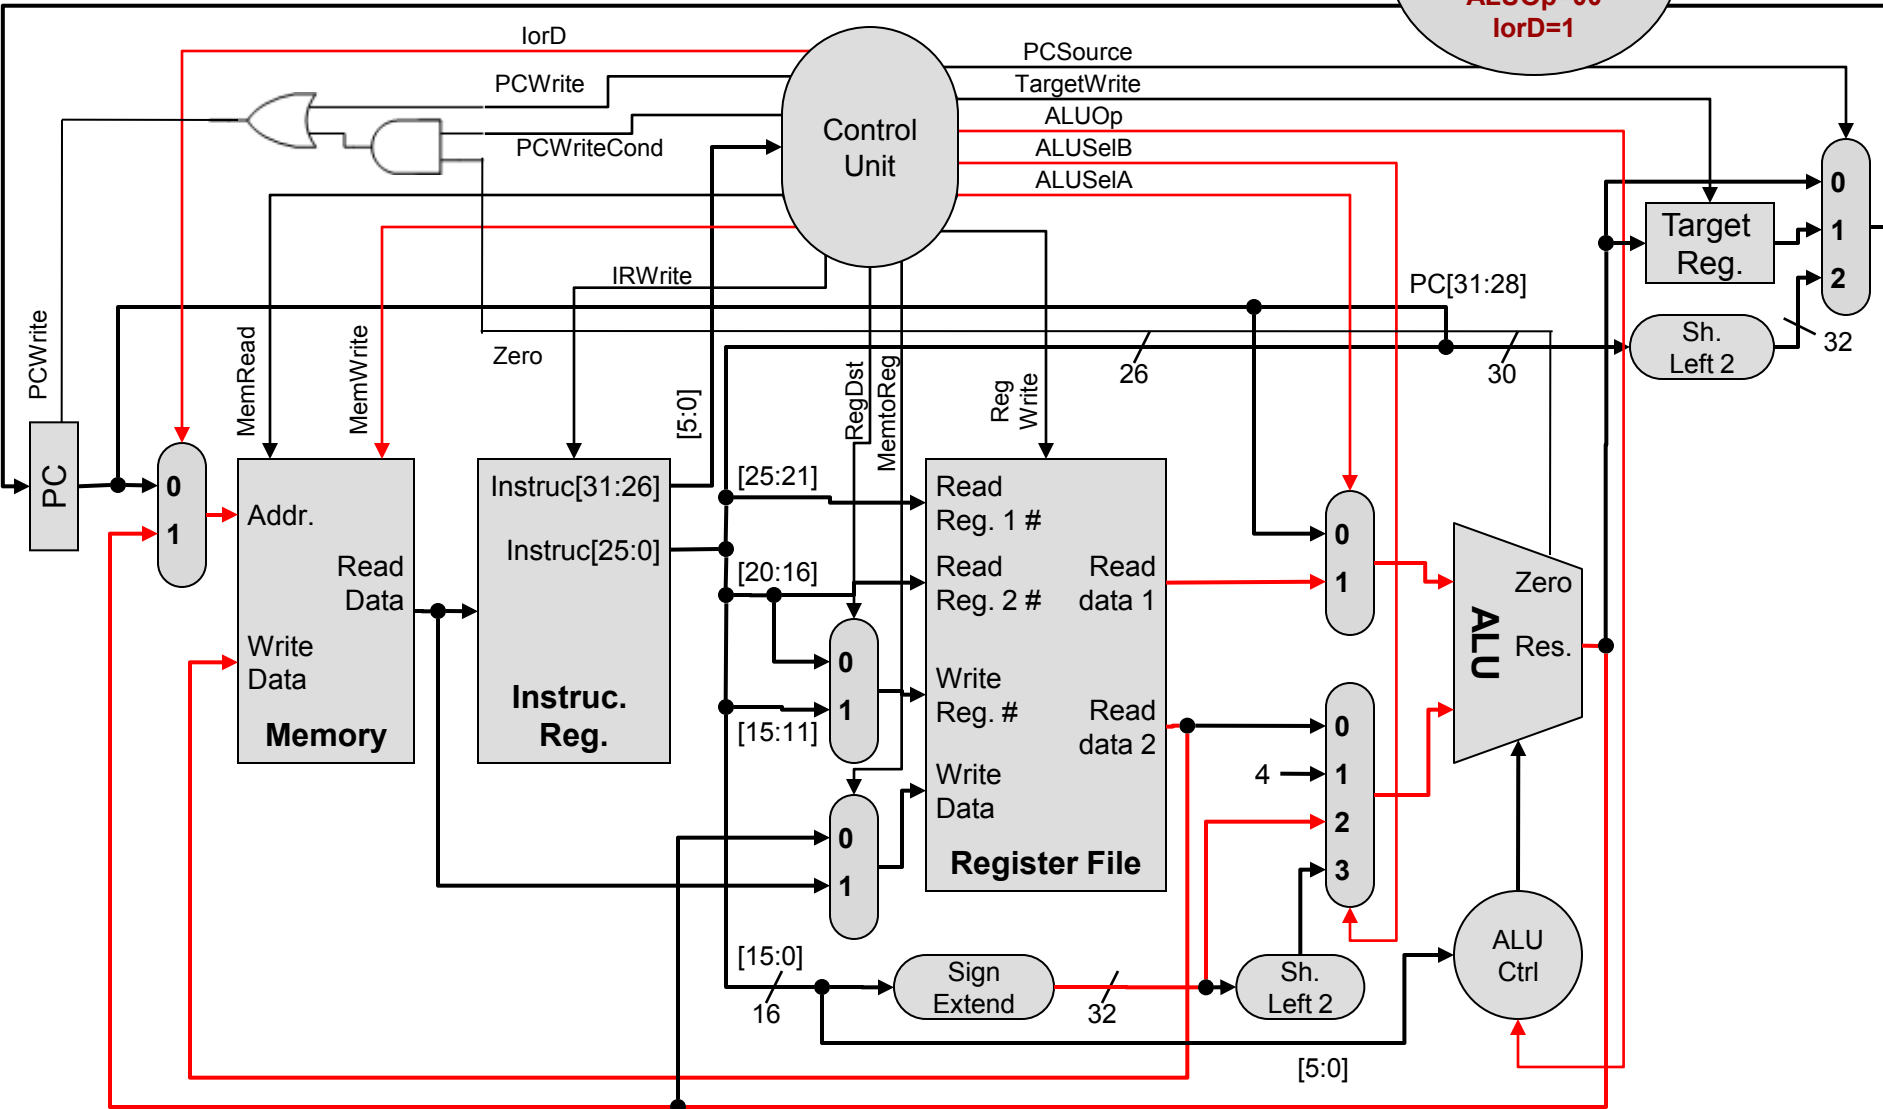 ALUOp=00
IorD=1
IorD
PCSource
PCWrite
TargetWrite
ALUOp
PCWriteCond
ALUSelB
ALUSelA
Control
Unit
0
1
2
Target
Reg.
IRWrite
PC[31:28]
PCWrite
MemRead
MemWrite
Zero
RegDst
MemtoReg
Reg
Write
26
30
Sh.
Left 2
32
[5:0]
PC
0
1
Addr.
Read
Data
Write
Data
Memory
Instruc[31:26]
Instruc[25:0]
Instruc.
Reg.
[25:21]
[20:16]
[15:11]
0
1
0
1
Read
Reg. 1 #
Read
Reg. 2 #
Read
data 1
Write
Reg. #
Read
data 2
Write
Data
Register File
0
1
4
0
1
2
3
Zero
ALU
Res.
[15:0]
16
Sign
Extend
32
Sh.
Left 2
ALU
Ctrl
[5:0]